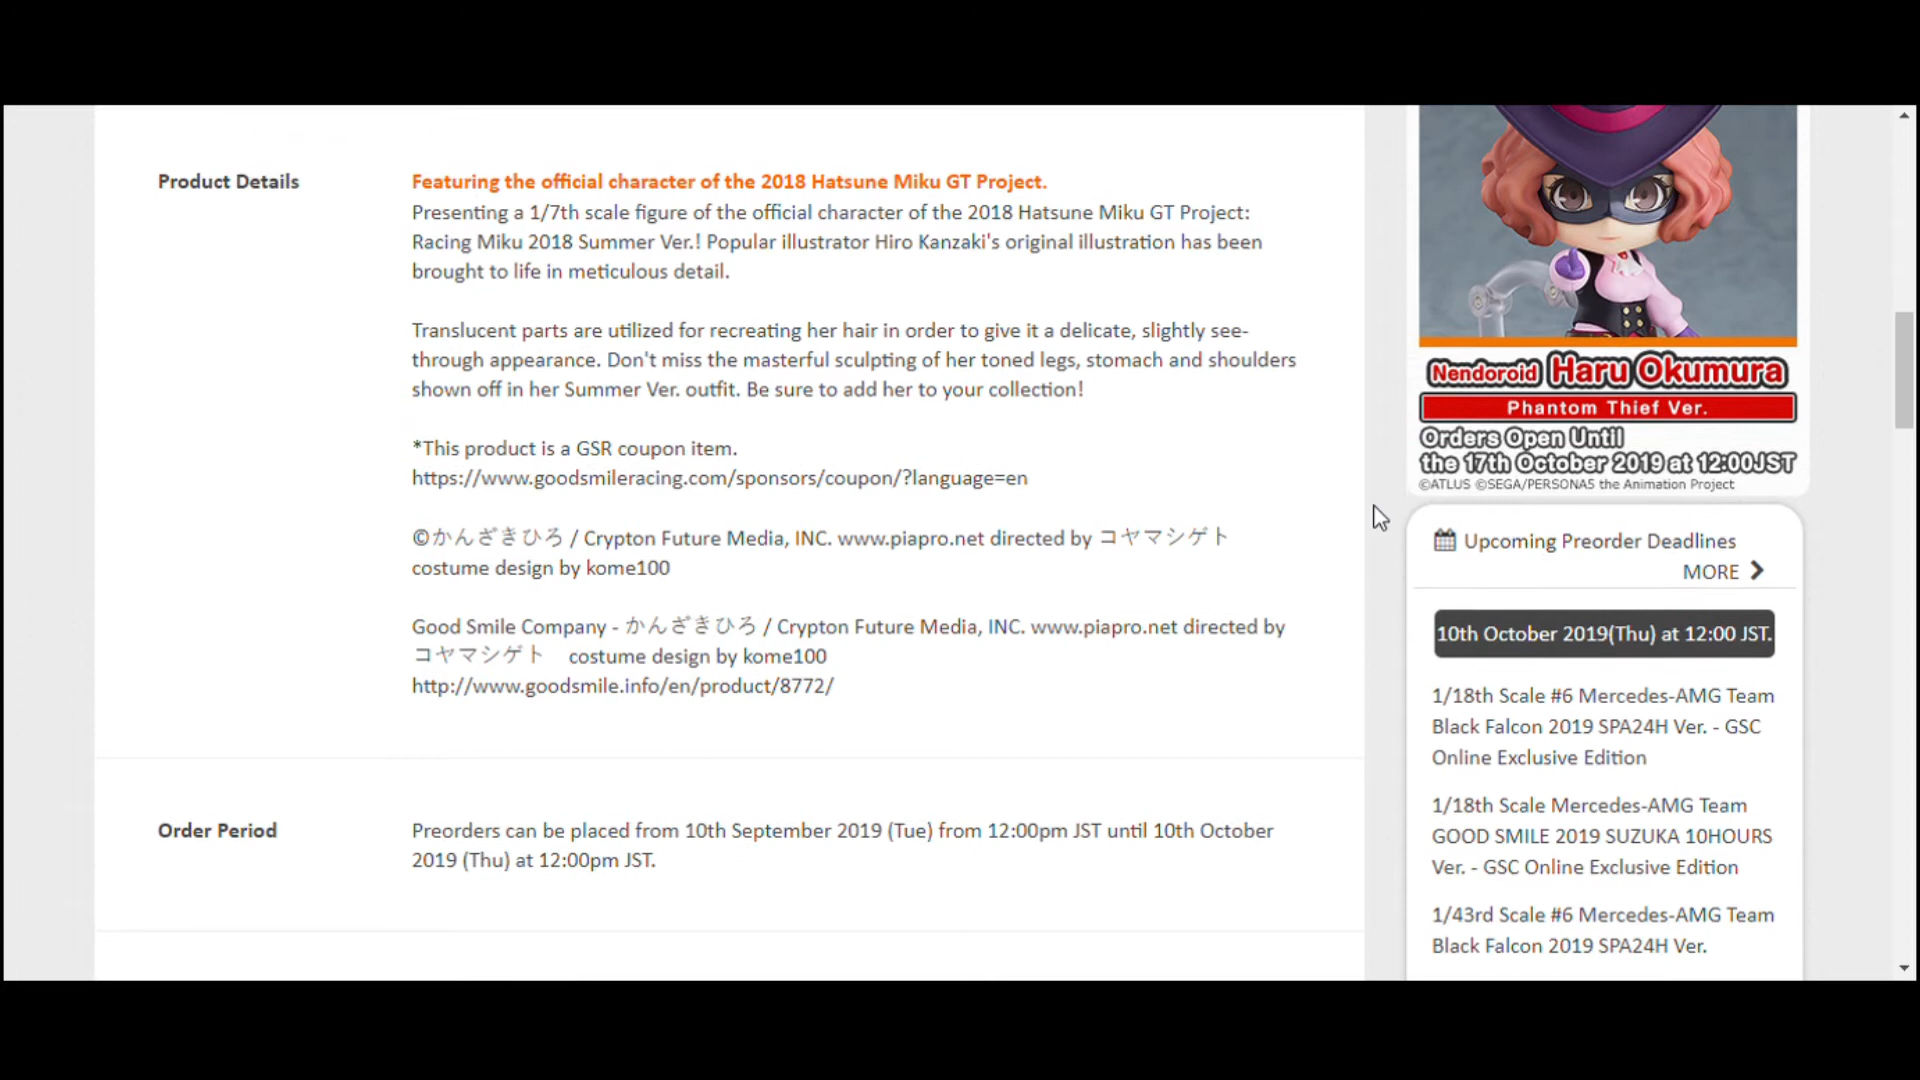 Product Details
Featuring the official character of the 2018 Hatsune Miku GT Project.
Presenting a 1/7th scale figure of the official character of the 2018 Hatsune Miku GT Project:
Racing Miku 2018 Summer Ver.! Popular illustrator Hiro Kanzaki's original illustration has been
brought to life in meticulous detail.
Translucent parts are utilized for recreating her hair in order to give it a delicate, slightly see-
through appearance. Don't miss the masterful sculpting of her toned legs, stomach and shoulders
shown off in her Summer Ver. outfit. Be sure to add her to your collection!
*This product is a GSR coupon item.
https://www.goodsmileracing.com/sponsors/coupon/?language=en
©かんざきひろ / Crypton Future Media, INC. www.piapro.net directed by コヤマシゲト
costume design by kome100
Good Smile Company - かんざきひろ / Crypton Future Media, INC. www.piapro.net directed by
コヤマシゲト costume design by kome100
http://www.goodsmile.info/en/product/8772/
Order Period
Preorders can be placed from 10th September 2019 (Tue) from 12:00pm JST until 10th October
2019 (Thu) at 12:00pm JST.
Nendoroid Haru Okumura
Phantom Thief Ver.
Orders Open Until
the 17th October 2019 at 12:00JST
©ATLUS ©SEGA/PERSONA5 the Animation Project
Upcoming Preorder Deadlines
MORE
10th October 2019(Thu) at 12:00 JST.
1/18th Scale #6 Mercedes-AMG Team
Black Falcon 2019 SPA24H Ver. - GSC
Online Exclusive Edition
1/18th Scale Mercedes-AMG Team
GOOD SMILE 2019 SUZUKA 10HOURS
Ver. - GSC Online Exclusive Edition
1/43rd Scale #6 Mercedes-AMG Team
Black Falcon 2019 SPA24H Ver.